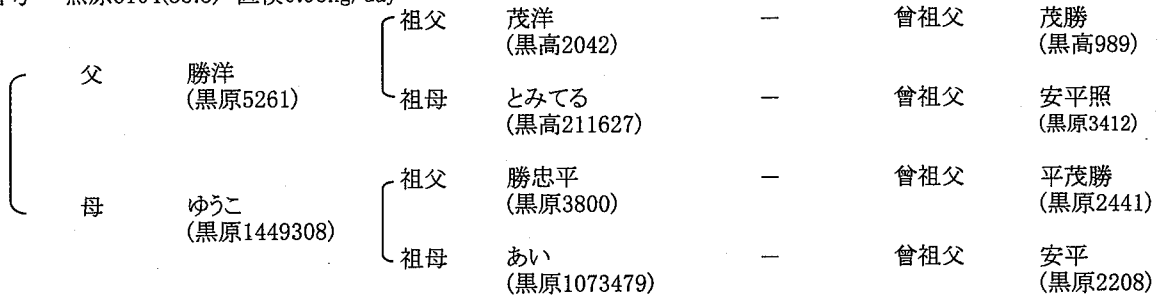 祖父 茂洋 － 曾祖父 茂勝
(黒高2042) (黒高989)
父 勝洋
(黒原5261)
祖母 とみてる － 曾祖父 安平照
(黒高211627) (黒原3412)
祖父 勝忠平 － 曾祖父 平茂勝
(黒原3800) (黒原2441)
母 ゆうこ
(黒原1449308)
祖母 あい － 曾祖父 安平
(黒原1073479) (黒原2208)